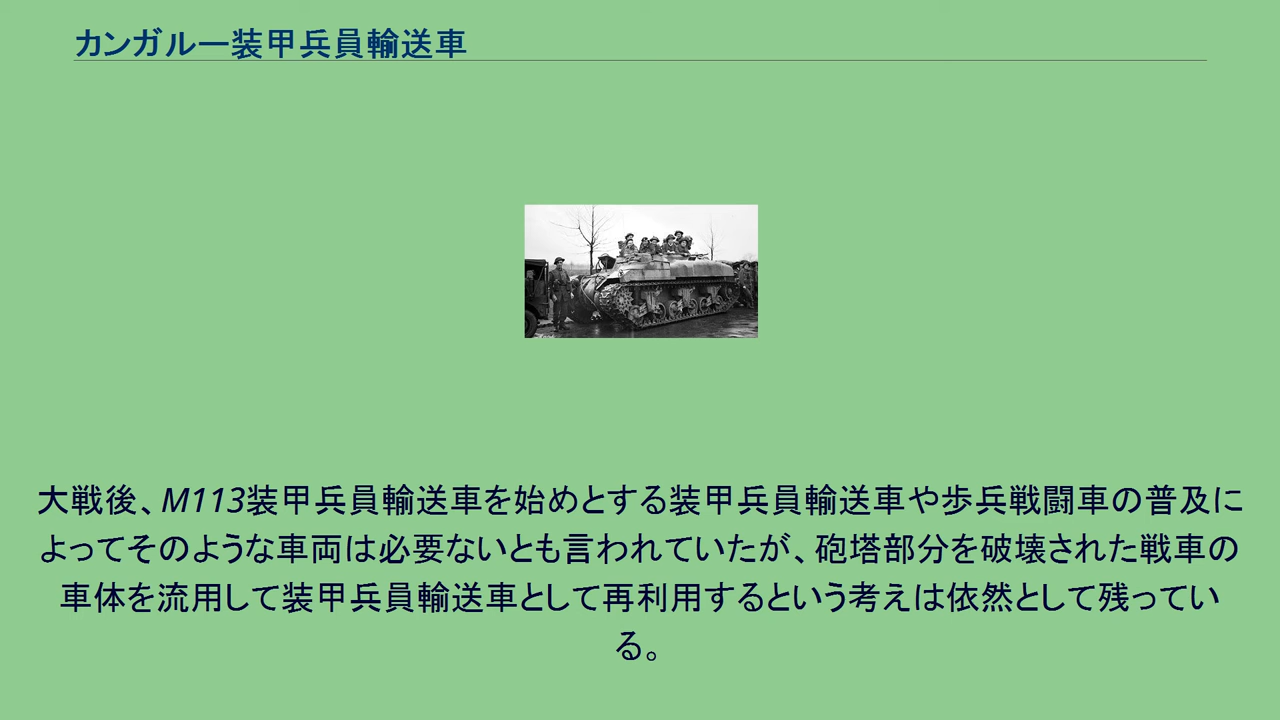 カンガルー装甲兵員輸送車
大戦後、M113装甲兵員輸送車を始めとする装甲兵員輸送車や歩兵戦闘車の普及に
よってそのような車両は必要ないとも言われていたが、砲塔部分を破壊された戦車の
車体を流用して装甲兵員輸送車として再利用するという考えは依然として残ってい
る。